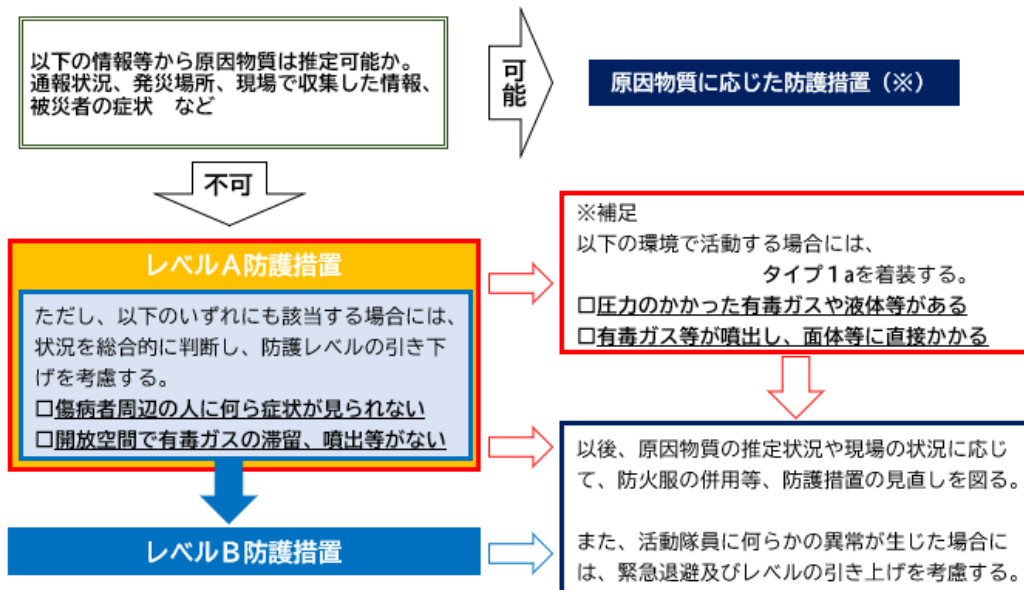 以下の情報等から原因物質は推定可能か。
通報状況、発災場所、現場で収集した情報、
被災者の症状　など
可能
原因物質に応じた防護措置（※）
不可
レベルA防護措置
ただし、以下のいずれにも該当する場合には、
状況を総合的に判断し、防護レベルの引き下
げを考慮する。
□傷病者周辺の人に何ら症状が見られない
□開放空間で有毒ガスの滞留、噴出等がない
※補足
以下の環境で活動する場合には、
タイプ１aを着装する。
□圧力のかかった有毒ガスや液体等がある
□有毒ガス等が噴出し、面体等に直接かかる
レベルB防護措置
以後、原因物質の推定状況や現場の状況に応じ
て、防火服の併用等、防護措置の見直しを図る。
また、活動隊員に何らかの異常が生じた場合に
は、緊急退避及びレベルの引き上げを考慮する。